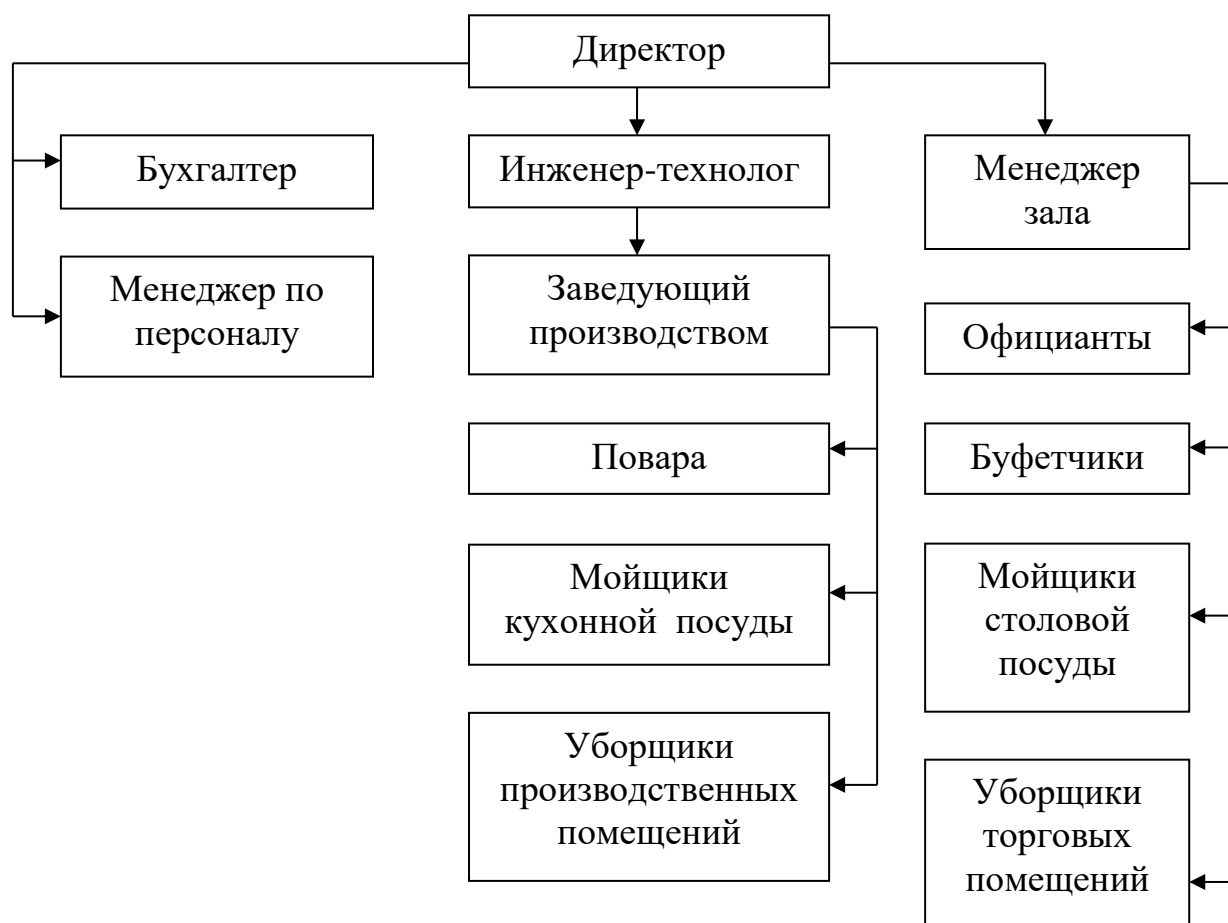 Директор
Бухгалтер
Инженер-технолог
Менеджер
зала
Менеджер по
персоналу
Заведующий
производством
Официанты
Повара
Буфетчики
Мойщики
кухонной посуды
Мойщики
столовой
посуды
Уборщики
производственных
помещений
Уборщики
торговых
помещений